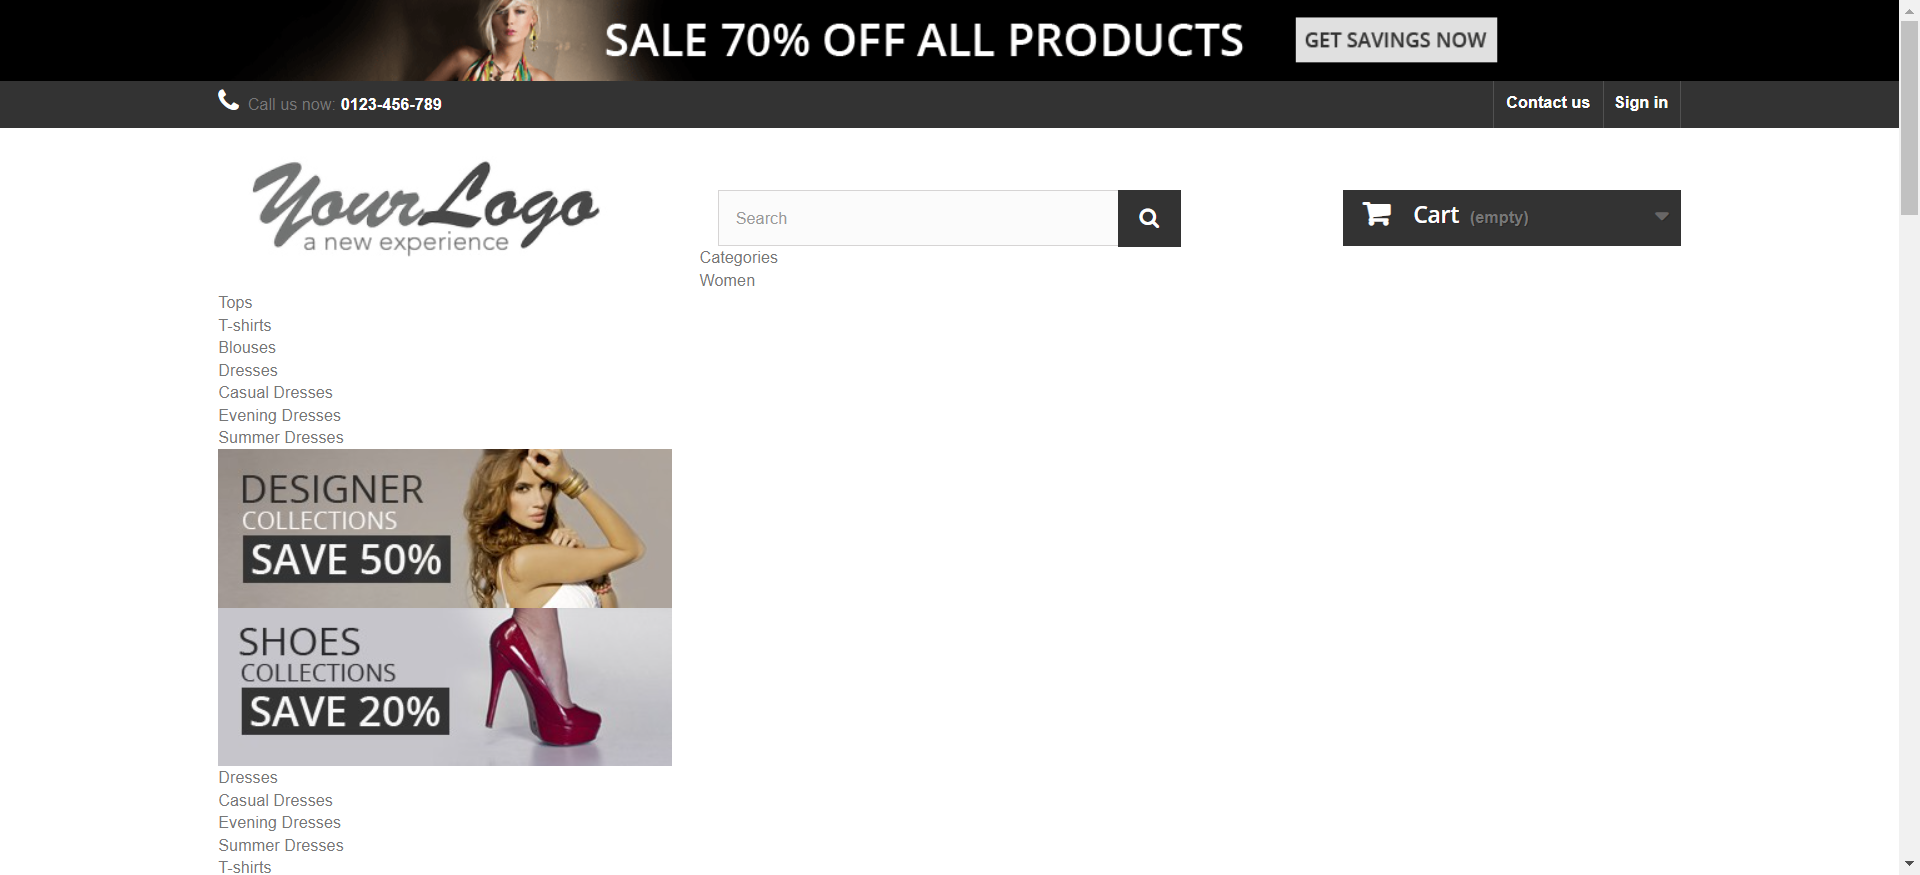 SALE 70% OFF ALL PRODUCTS GET SAVINGS NOW
Call us now: 0123-456-789 Contact us Sign in
YourLogo
a new experience
Search
Cart (empty)
Categories
Women
Tops
T-shirts
Blouses
Dresses
Casual Dresses
Evening Dresses
Summer Dresses
DESIGNER
COLLECTIONS
SAVE 50%
SHOES
COLLECTIONS
SAVE 20%
Dresses
Casual Dresses
Evening Dresses
Summer Dresses
T-shirts